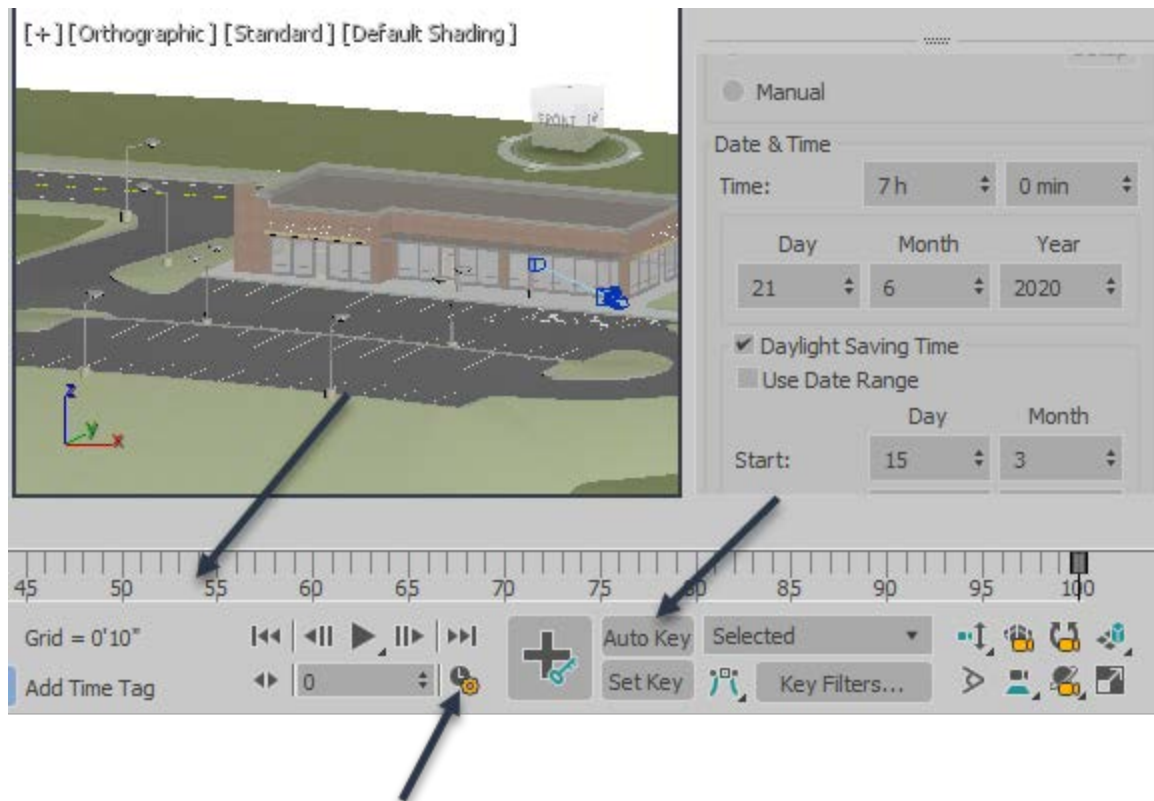 [+] [Orthographic] [Standard] [Default Shading]
FRONT
Manual
Date & Time
Time: 7 h 0 min
Day Month Year
21 6 2020
Daylight Saving Time
Use Date Range
Day Month
Start: 15 3
45 50 55 60 65 70 75 80 85 90 95 100
Grid = 0'10" Auto Key Selected
Add Time Tag 0 Set Key Key Filters...
z
y
x